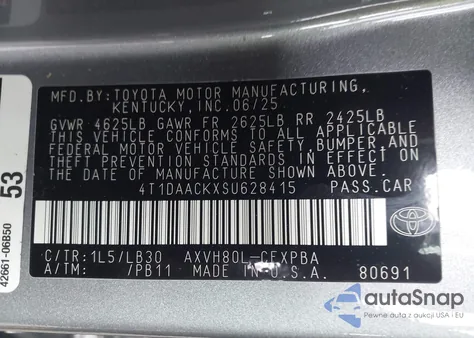 MFD.BY:TOYOTA MOTOR MANUFACTURING,
KENTUCKY, INC.06/25
GVWR 4625LB GAWR FR 2625LB RR 2425LB
THIS VEHICLE CONFORMS TO ALL APPLICABLE
FEDERAL MOTOR VEHICLE SAFETY,BUMPER,AND
THEFT PREVENTION STANDARDS IN EFFECT ON
THE DATE OF MANUFACTURE SHOWN ABOVE.
4T1DAACKXSU628415 PASS.CAR
C/TR:1L5/LB30 AXVH80L-CEXPBA
A/TM: /PB11 MADE IN U.S.A. 80691
TOYOTA
53
42661-06B50
autoSnap
Pewne auta z USA i EU